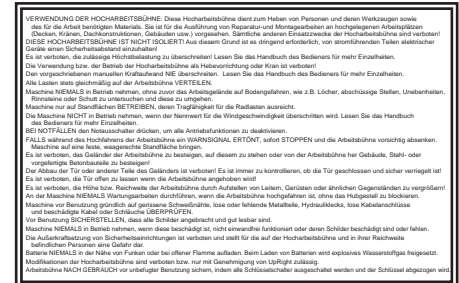 VERWENDUNG DER HOCHARBEITSBÜHNE: Diese Hocharbeitsbühne dient zum Heben von Personen und deren Werkzeugen sowie
des für die Arbeit benötigten Materials. Sie ist für die Ausführung von Reparatur-und Montagearbeiten an hochgelegenen Arbeitsplätzen
(Decken, Kränen, Dachkonstruktionen, Gebäuden usw.) vorgesehen. Sämtliche anderen Einsatzzwecke der Hocharbeitsbühne sind verboten!
DIESE HOCHARBEITSBÜHNE IST NICHT ISOLIERT! Aus diesem Grund ist es dringend erforderlich, von stromführenden Teilen elektrischer
Geräte einen Sicherheitsabstand einzuhalten!
Es ist verboten, die zulässige Höchstbelastung zu überschreiten! Lesen Sie das Handbuch des Bedieners für mehr Einzelheiten.
Die Verwendung bzw. der Betrieb der Hocharbeitsbühne als Hebevorrichtung oder Kran ist verboten!
Den vorgeschriebenen manuellen Kraftaufwand NIE überschreiten. Lesen Sie das Handbuch des Bedieners für mehr Einzelheiten.
Alle Lasten stets gleichmäßig auf der Arbeitsbühne VERTEILEN.
Maschine NIEMALS in Betrieb nehmen, ohne zuvor das Arbeitsgelände auf Bodengefahren, wie z.B. Löcher, abschüssige Stellen, Unebenheiten,
Rinnsteine oder Schutt zu untersuchen und diese zu umgehen.
Maschine nur auf Standflächen BETREIBEN, deren Tragfähigkeit für die Radlasten ausreicht.
Die Maschine NICHT in Betrieb nehmen, wenn der Nennwert für die Windgeschwindigkeit überschritten wird. Lesen Sie das Handbuch
des Bedieners für mehr Einzelheiten.
BEI NOTFÄLLEN den Notausschalter drücken, um alle Antriebsfunktionen zu deaktivieren.
FALLS während des Hochfahrens der Arbeitsbühne ein WARNSIGNAL ERTÖNT, sofort STOPPEN und die Arbeitsbühne vorsichtig absenken.
Maschine auf eine feste, waagerechte Standfläche bringen.
Es ist verboten, das Geländer der Arbeitsbühne zu besteigen, auf diesem zu stehen oder von der Arbeitsbühne her Gebäude, Stahl- oder
vorgefertigte Betonbauteile zu besteigen!
Der Abbau der Tür oder anderer Teile des Geländers ist verboten! Es ist immer zu kontrollieren, ob die Tür geschlossen und sicher verriegelt ist!
Es ist verboten, die Tür offen zu lassen wenn die Arbeitsbühne angehoben wird!
Es ist verboten, die Höhe bzw. Reichweite der Arbeitsbühne durch Aufstellen von Leitern, Gerüsten oder ähnlichen Gegenständen zu vergrößern!
An der Maschine NIEMALS Wartungsarbeiten durchführen, wenn die Arbeitsbühne hochgefahren ist, ohne das Hubgestell zu blockieren.
Maschine vor Benutzung gründlich auf gerissene Schweißnähte, lose oder fehlende Metallteile, Hydrauliklecks, lose Kabelanschlüsse
und beschädigte Kabel oder Schläuche ÜBERPRÜFEN.
Vor Benutzung SICHERSTELLEN, dass alle Schilder angebracht und gut lesbar sind.
Maschine NIEMALS in Betrieb nehmen, wenn diese beschädigt ist, nicht einwandfrei funktioniert oder deren Schilder beschädigt sind oder fehlen.
Die Außerkraftsetzung von Sicherheitseinrichtungen ist verboten und stellt für die auf der Hocharbeitsbühne und in ihrer Reichweite
befindlichen Personen eine Gefahr dar.
Batterie NIEMALS in der Nähe von Funken oder bei offener Flamme aufladen. Beim Laden von Batterien wird explosives Wasserstoffgas freigesetzt.
Modifikationen der Hocharbeitsbühne sind verboten bzw. nur mit Genehmigung von UpRight zulässig.
Arbeitsbühne NACH GEBRAUCH vor unbefugter Benutzung sichern, indem alle Schlüsselschalter ausgeschaltet werden und der Schlüssel abgezogen wird.